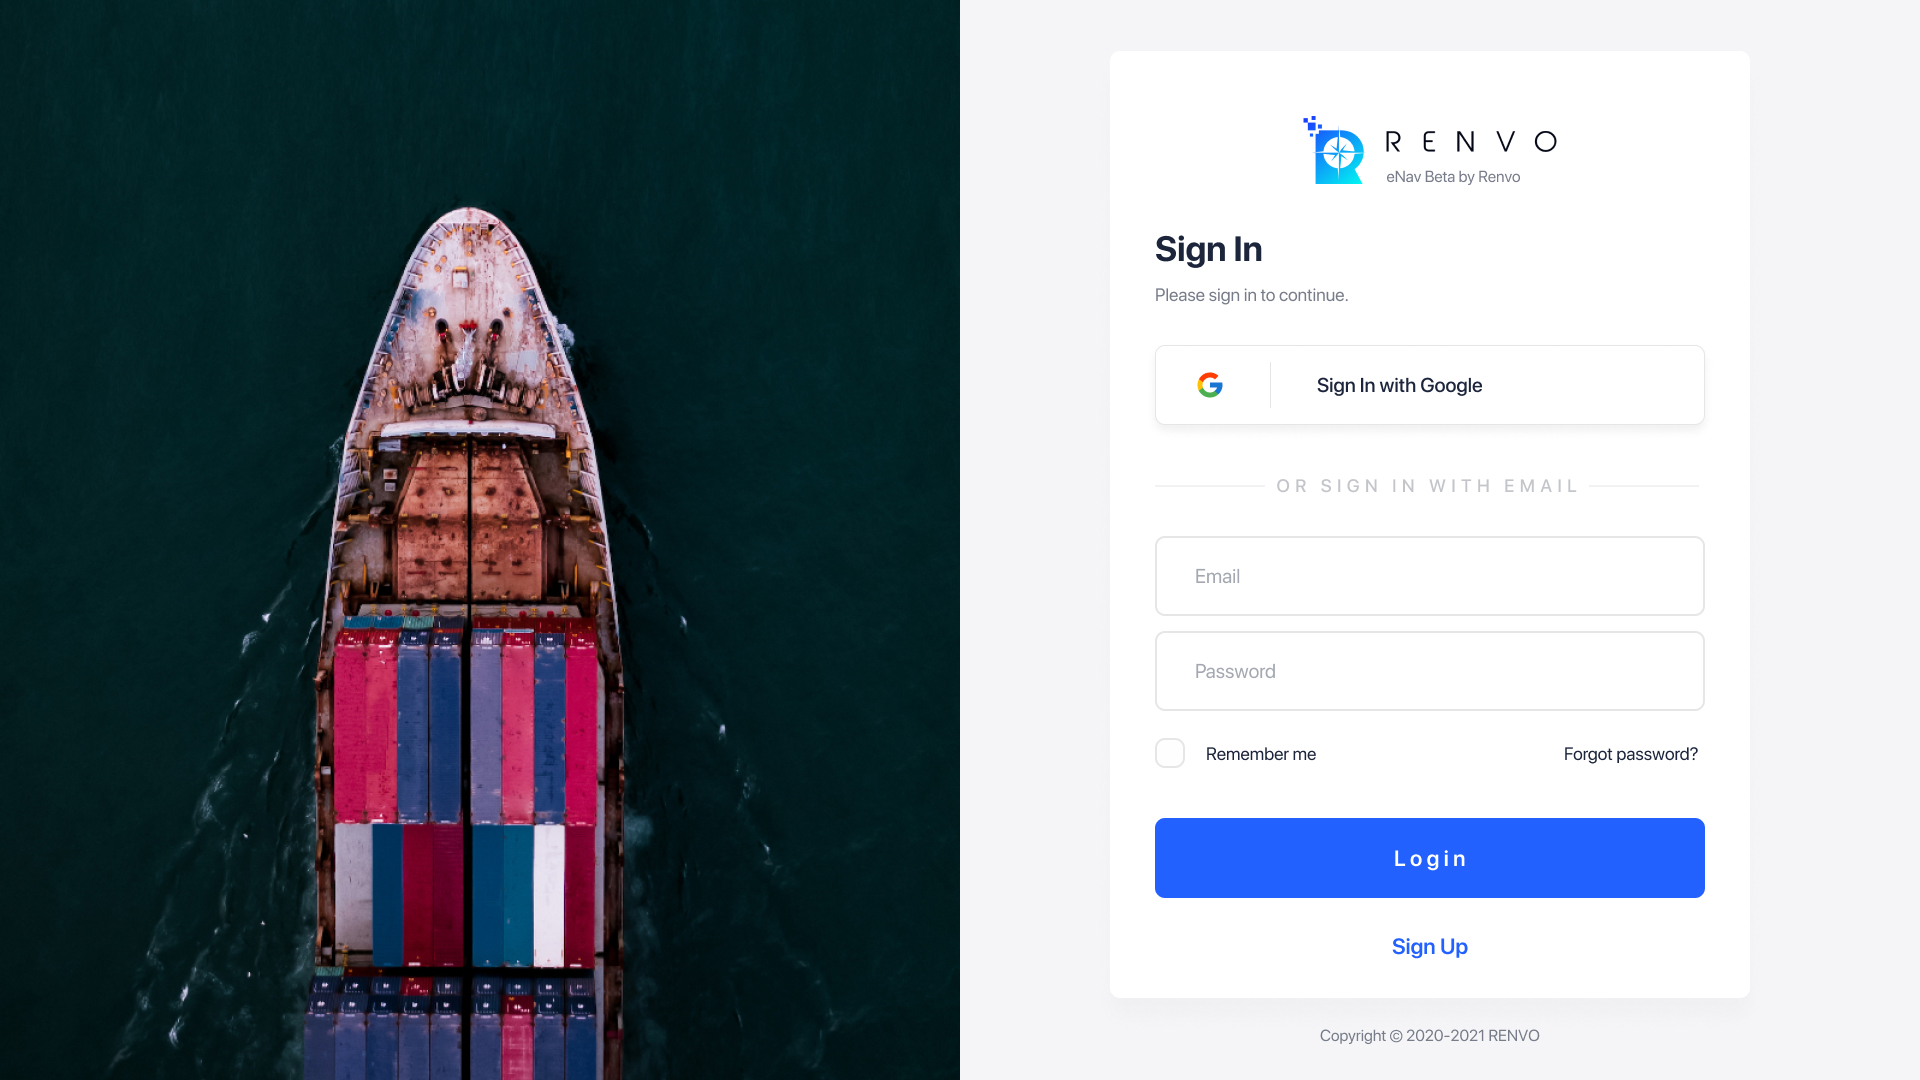 RENVO
eNav Beta by Renvo
Sign In
Please sign in to continue.
Sign In with Google
OR SIGN IN WITH EMAIL
Email
Password
Remember me
Forgot password?
Login
Sign Up
Copyright © 2020-2021 RENVO